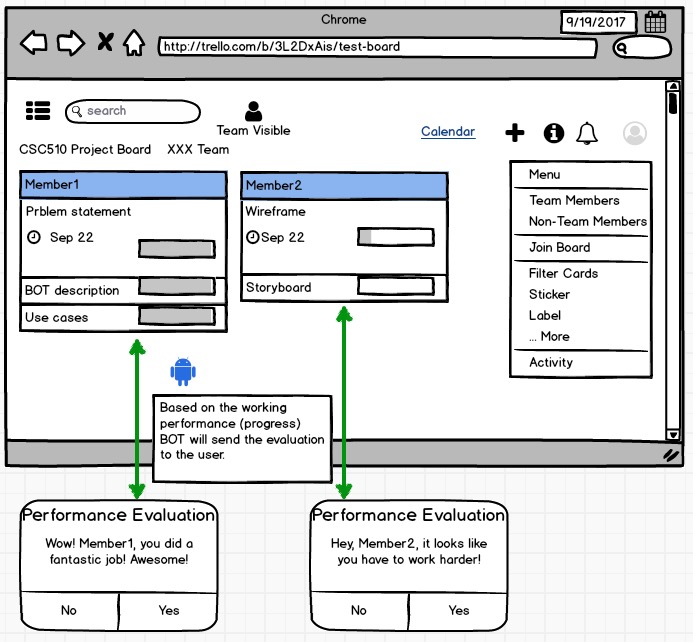 Chrome
9/19/2017
http://trello.com/b/3L2DxAis/test-board
search
Team Visible
Calendar
CSC510 Project Board XXX Team
Member1
Prblem statement
Sep 22
BOT description
Use cases
Member2
Wireframe
Sep 22
Storyboard
Menu
Team Members
Non-Team Members
Join Board
Filter Cards
Sticker
Label
... More
Activity
Based on the working
performance (progress)
BOT will send the evaluation
to the user.
Performance Evaluation
Wow! Member1, you did a
fantastic job! Awesome!
No Yes
Performance Evaluation
Hey, Member2, it looks like
you have to work harder!
No Yes